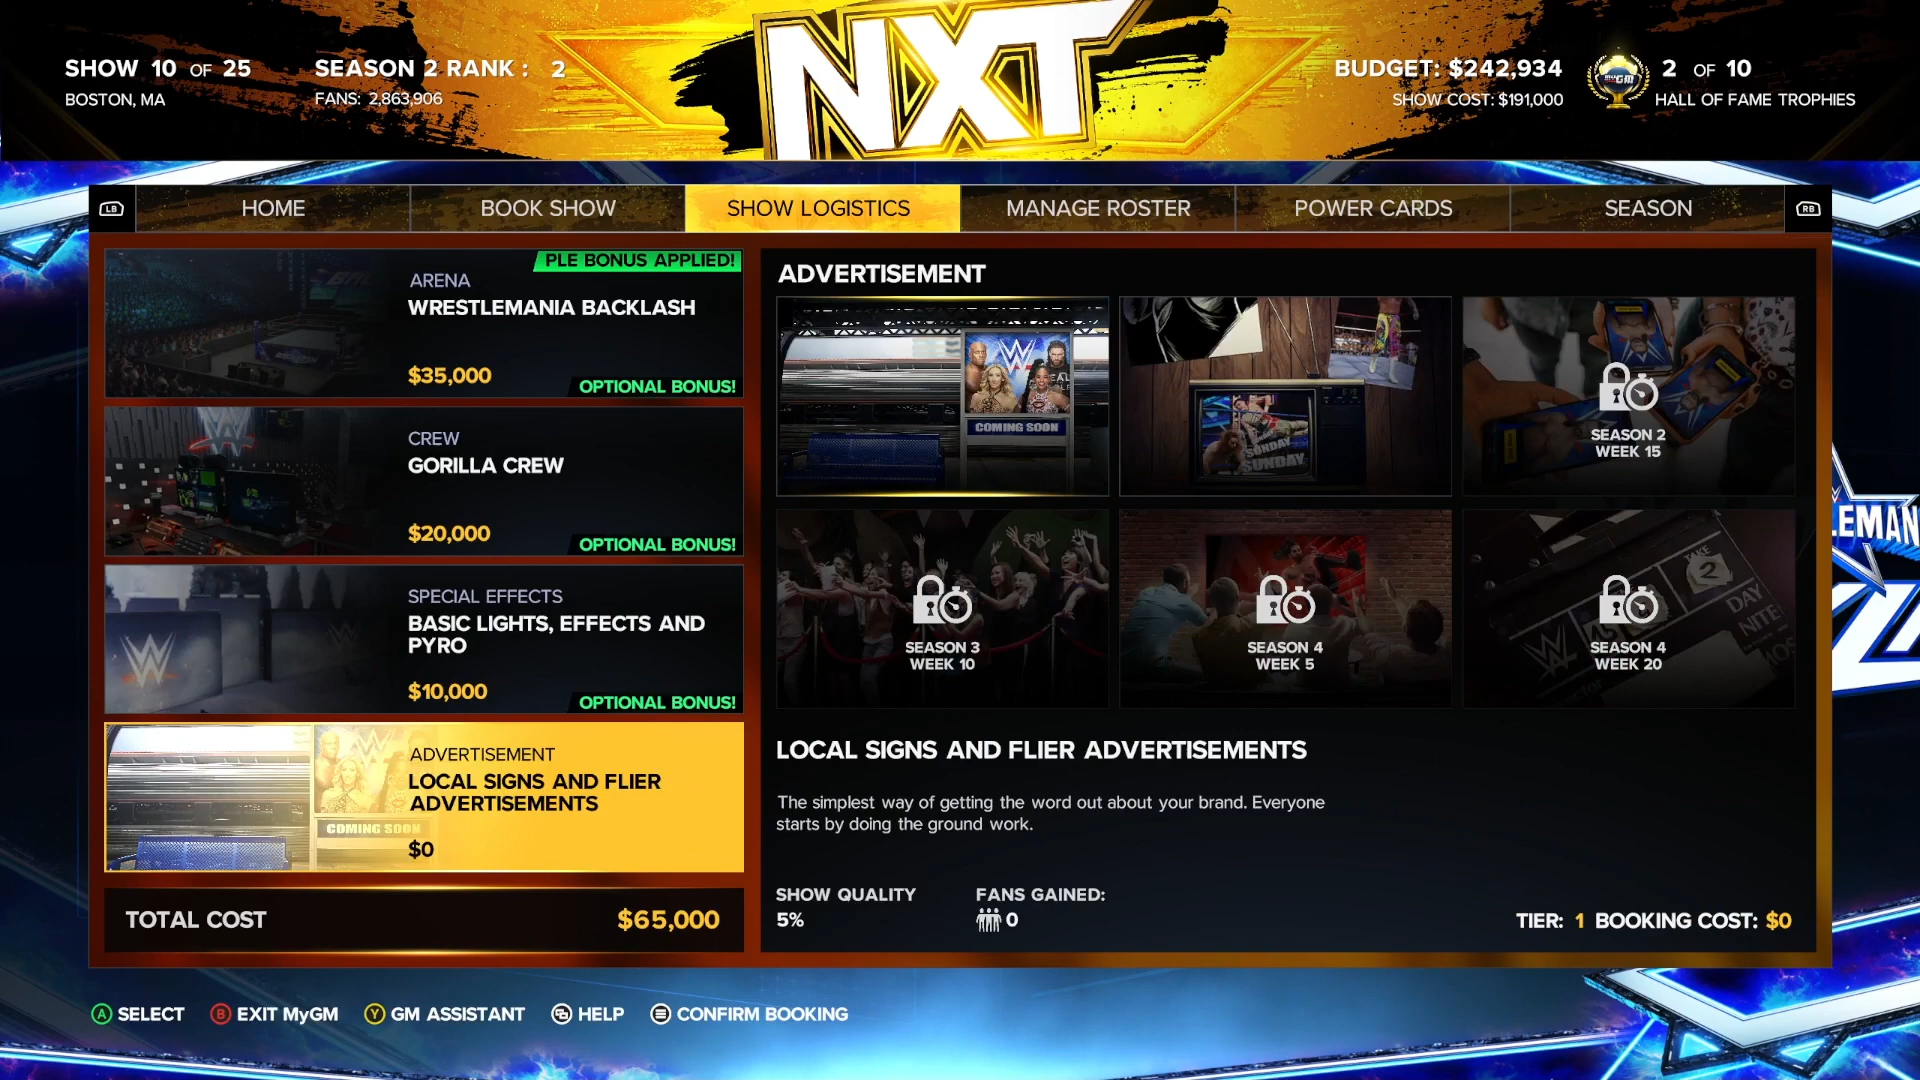 SHOW 10 OF 25
BOSTON, MA
SEASON 2 RANK : 2
FANS: 2,863,906
NXT
BUDGET: $242,934
SHOW COST: $191,000
2 OF 10
HALL OF FAME TROPHIES
LB
HOME
BOOK SHOW
SHOW LOGISTICS
MANAGE ROSTER
POWER CARDS
SEASON
RB
PLE BONUS APPLIED!
ARENA
WRESTLEMANIA BACKLASH
$35,000
OPTIONAL BONUS!
CREW
GORILLA CREW
$20,000
OPTIONAL BONUS!
SPECIAL EFFECTS
BASIC LIGHTS, EFFECTS AND
PYRO
$10,000
OPTIONAL BONUS!
ADVERTISEMENT
LOCAL SIGNS AND FLIER
ADVERTISEMENTS
COMING SOON
$0
TOTAL COST
$65,000
ADVERTISEMENT
COMING SOON
SUNDAY
SEASON 2
WEEK 15
SEASON 3
WEEK 10
SEASON 4
WEEK 5
TAKE
2
DAY
NITE
SEASON 4
WEEK 20
LOCAL SIGNS AND FLIER ADVERTISEMENTS
The simplest way of getting the word out about your brand. Everyone
starts by doing the ground work.
SHOW QUALITY
5%
FANS GAINED:
0
TIER: 1 BOOKING COST: $0
LEMAN
A SELECT
B EXIT MyGM
Y GM ASSISTANT
HELP
CONFIRM BOOKING